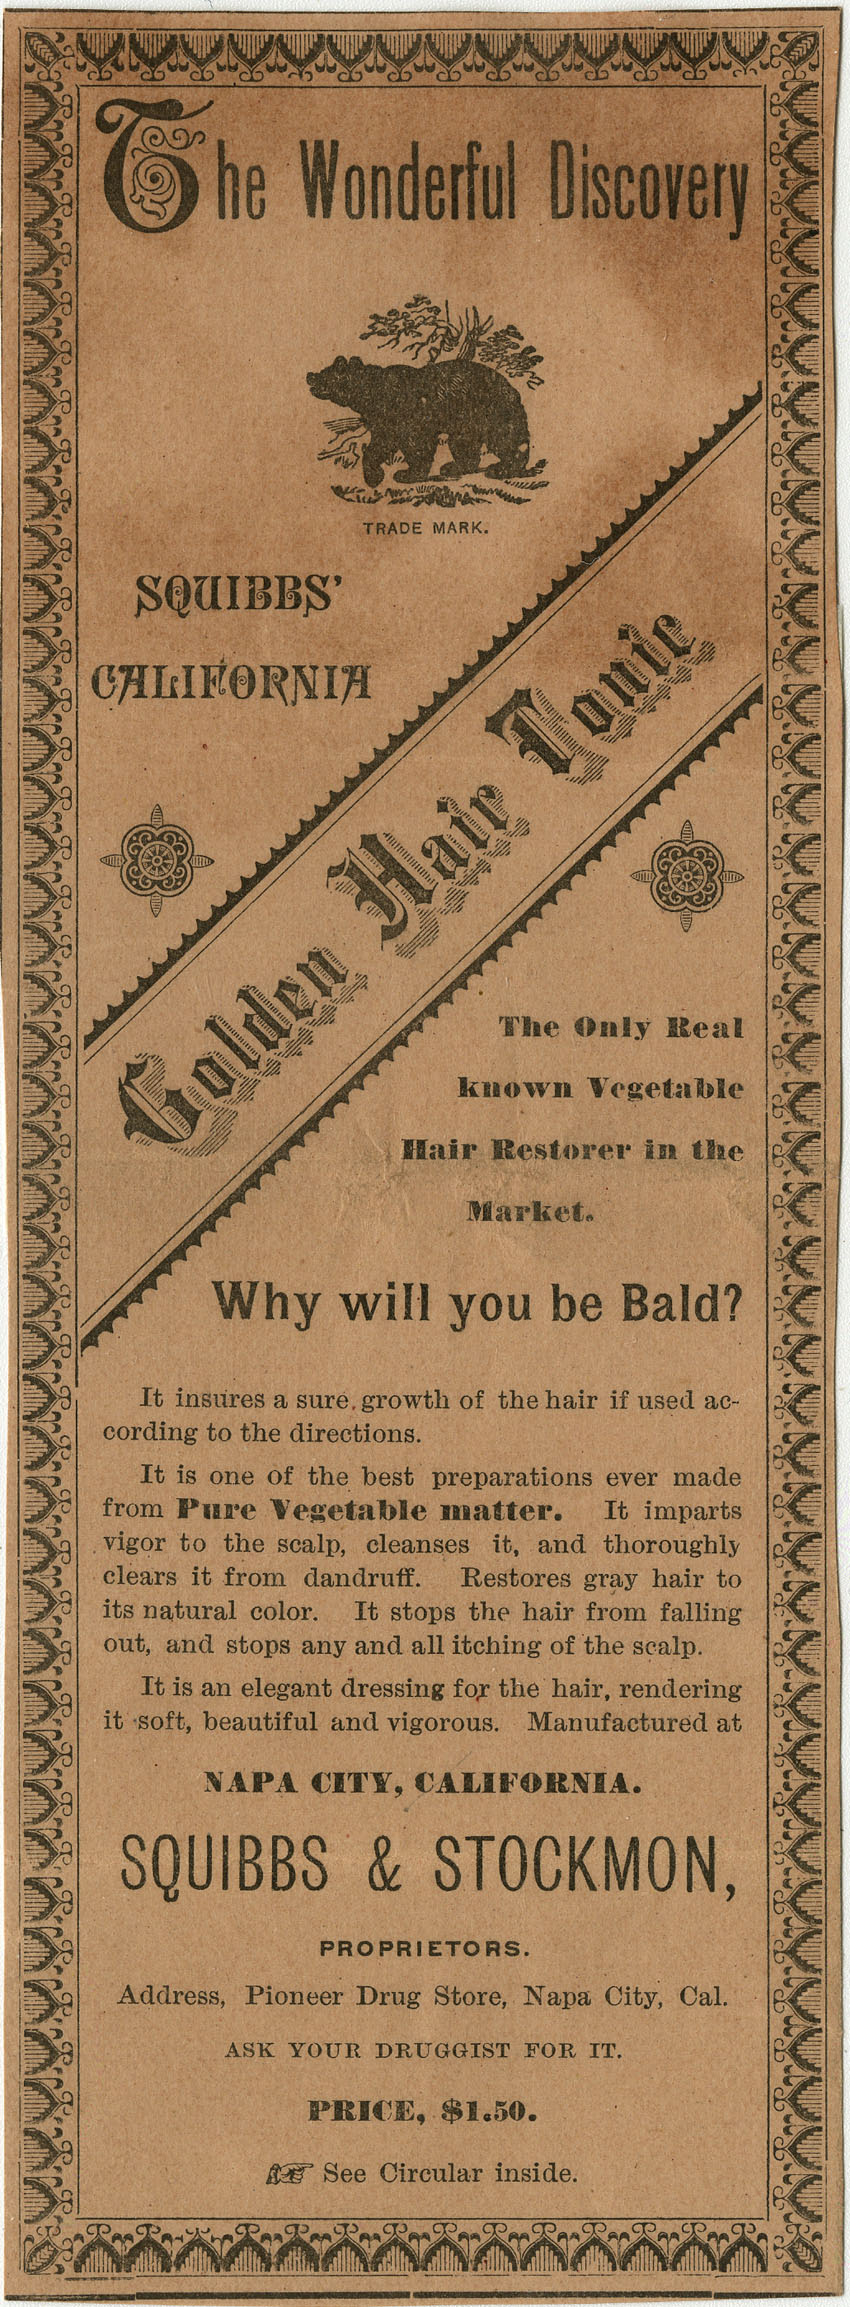 The Wonderful Discovery
TRADE MARK.
SQUIBBS'
CALIFORNIA
Golden Hair Tonic
The Only Real
known Vegetable
Hair Restorer in the
Market.
Why will you be Bald?
It insures a sure growth of the hair if used ac-
cording to the directions.
It is one of the best preparations ever made
from Pure Vegetable matter. It imparts
vigor to the scalp, cleanses it, and thoroughly
clears it from dandruff. Restores gray hair to
its natural color. It stops the hair from falling
out, and stops any and all itching of the scalp.
It is an elegant dressing for the hair, rendering
it soft, beautiful and vigorous. Manufactured at
NAPA CITY, CALIFORNIA.
SQUIBBS & STOCKMON,
PROPRIETORS.
Address, Pioneer Drug Store, Napa City, Cal.
ASK YOUR DRUGGIST FOR IT.
PRICE, $1.50.
☞ See Circular inside.